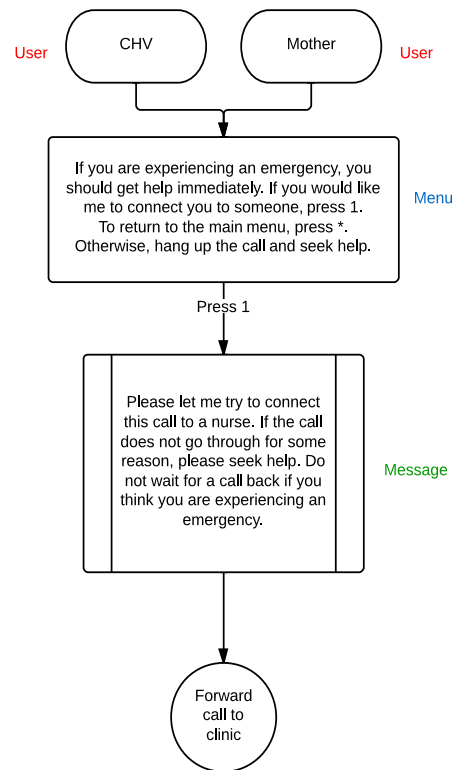 User
CHV
Mother
User
If you are experiencing an emergency, you
should get help immediately. If you would like
me to connect you to someone, press 1.
To return to the main menu, press *.
Otherwise, hang up the call and seek help.
Menu
Press 1
Please let me try to connect
this call to a nurse. If the call
does not go through for some
reason, please seek help. Do
not wait for a call back if you
think you are experiencing an
emergency.
Message
Forward
call to
clinic